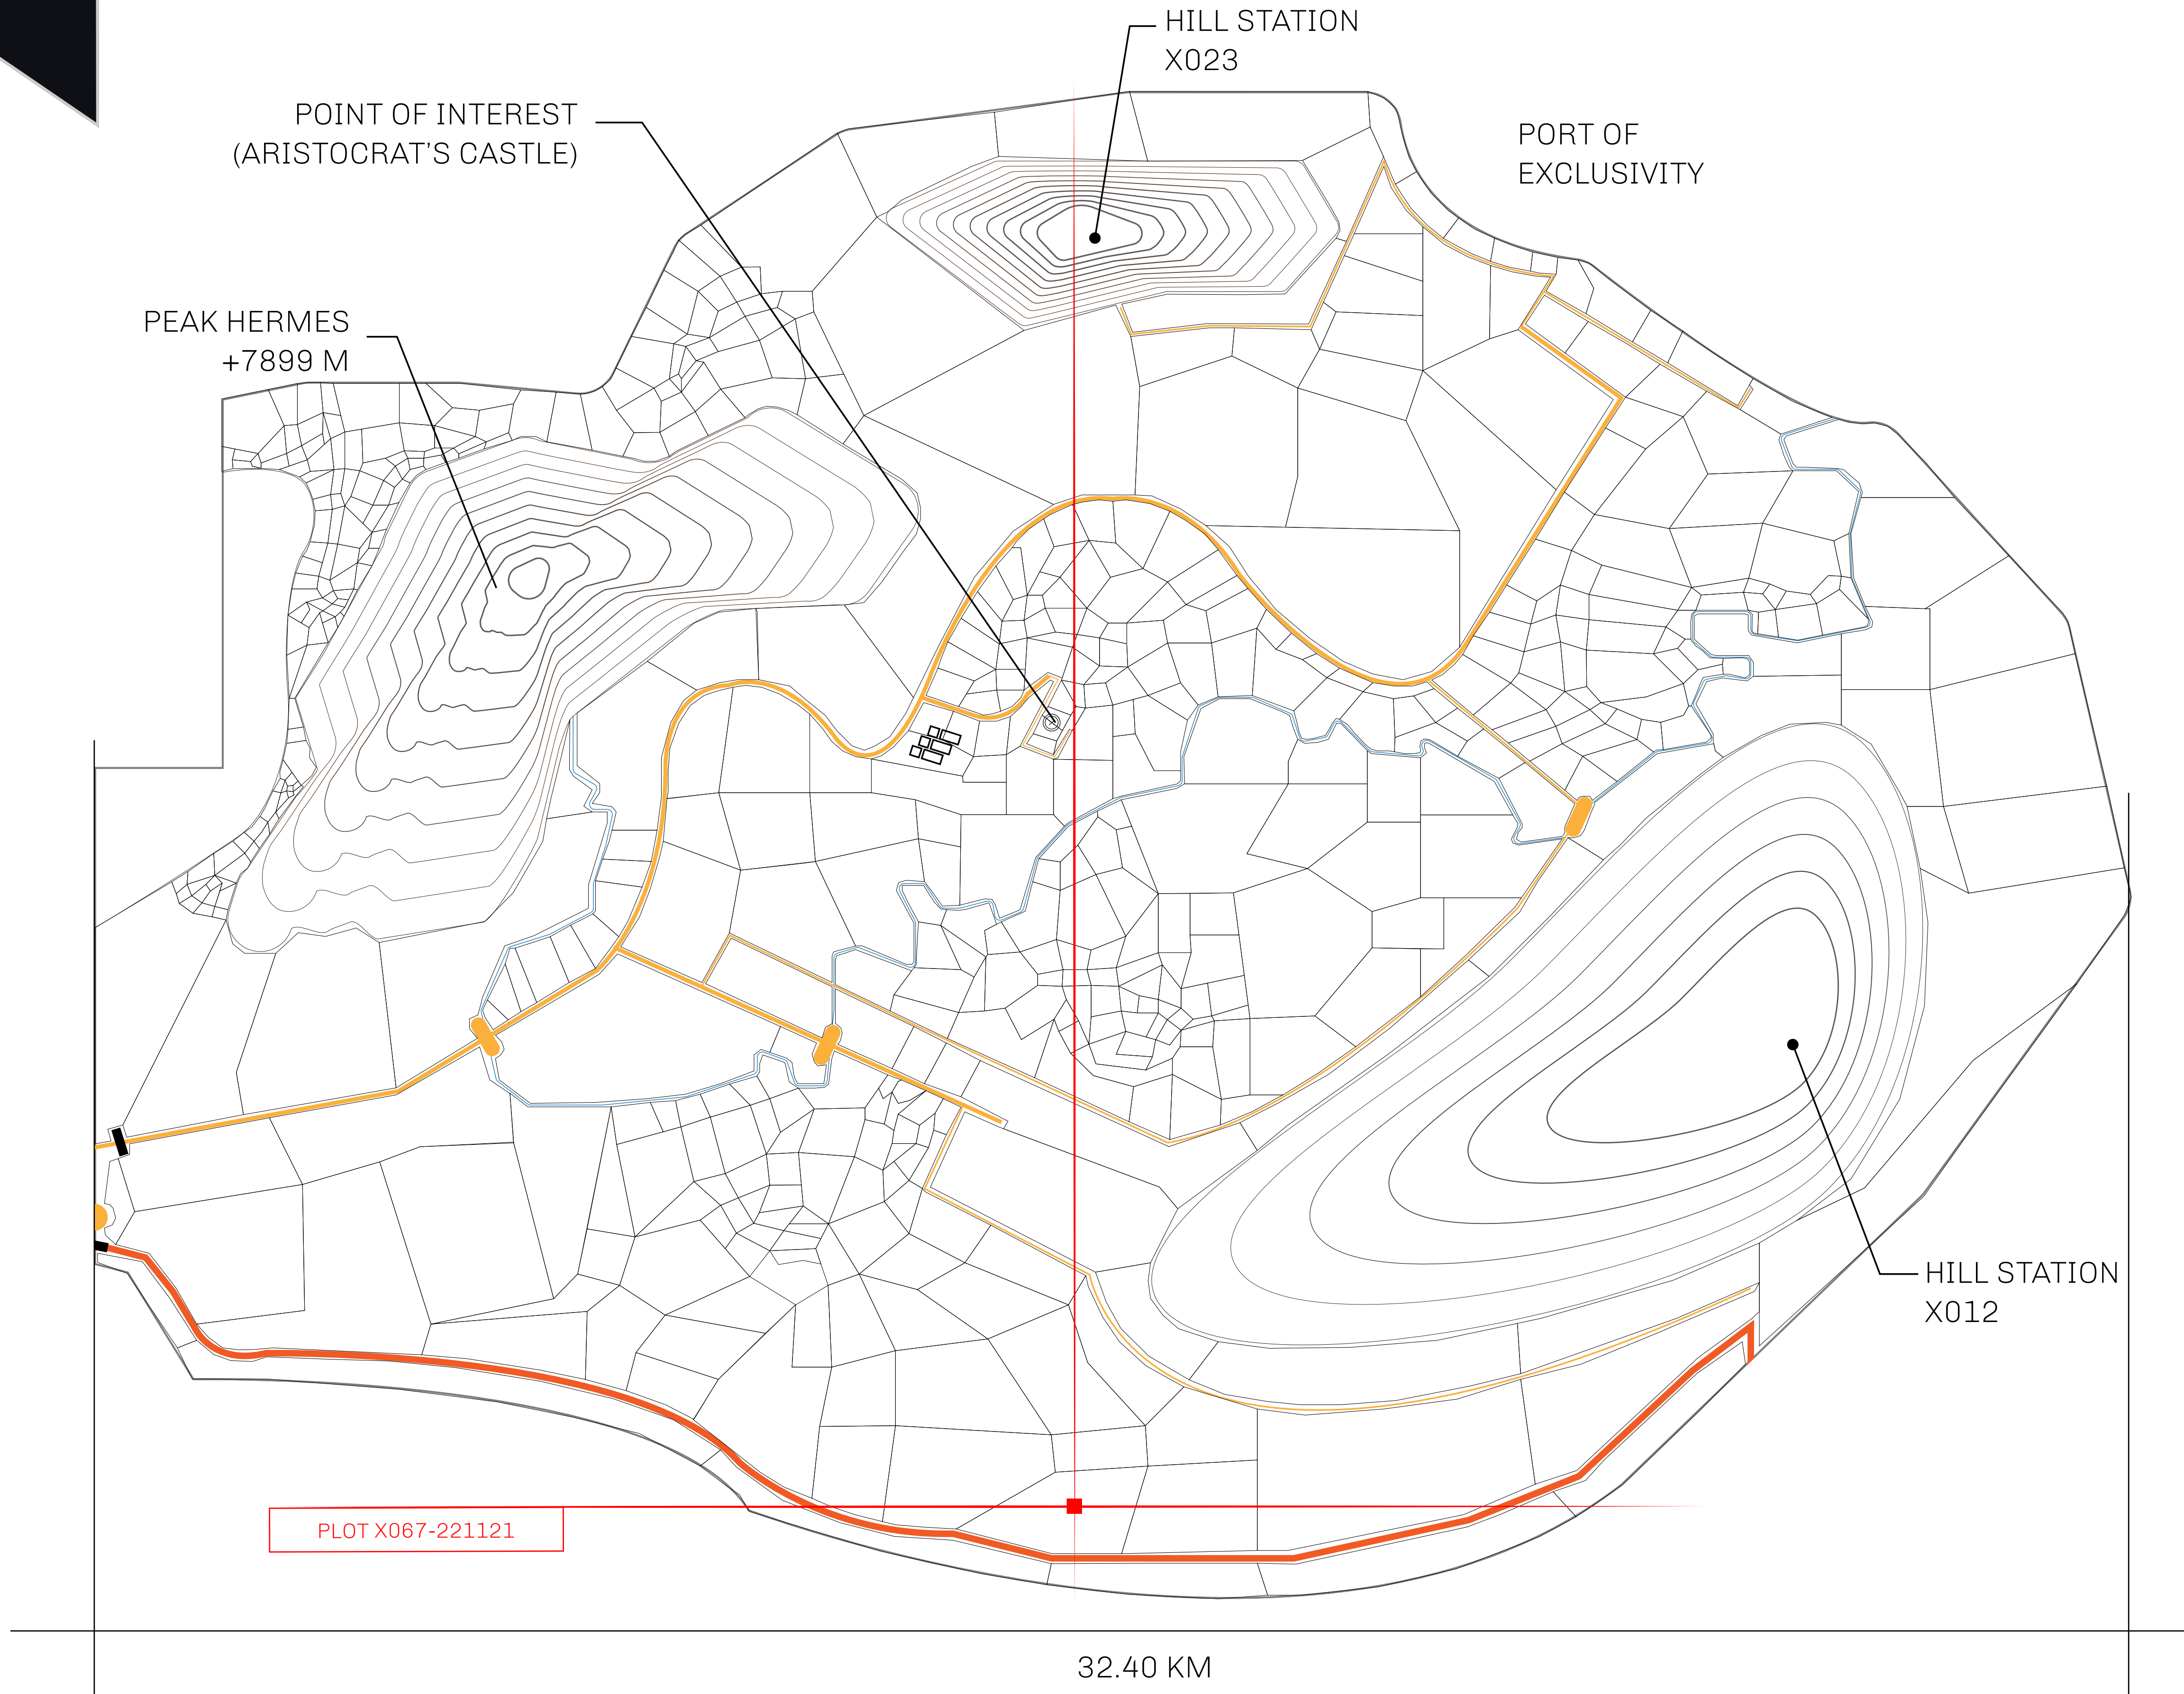 HILL STATION
X023
POINT OF INTEREST
(ARISTOCRAT'S CASTLE)
PORT OF
EXCLUSIVITY
PEAK HERMES
+7899 M
HILL STATION
X012
PLOT X067-221121
32.40 KM